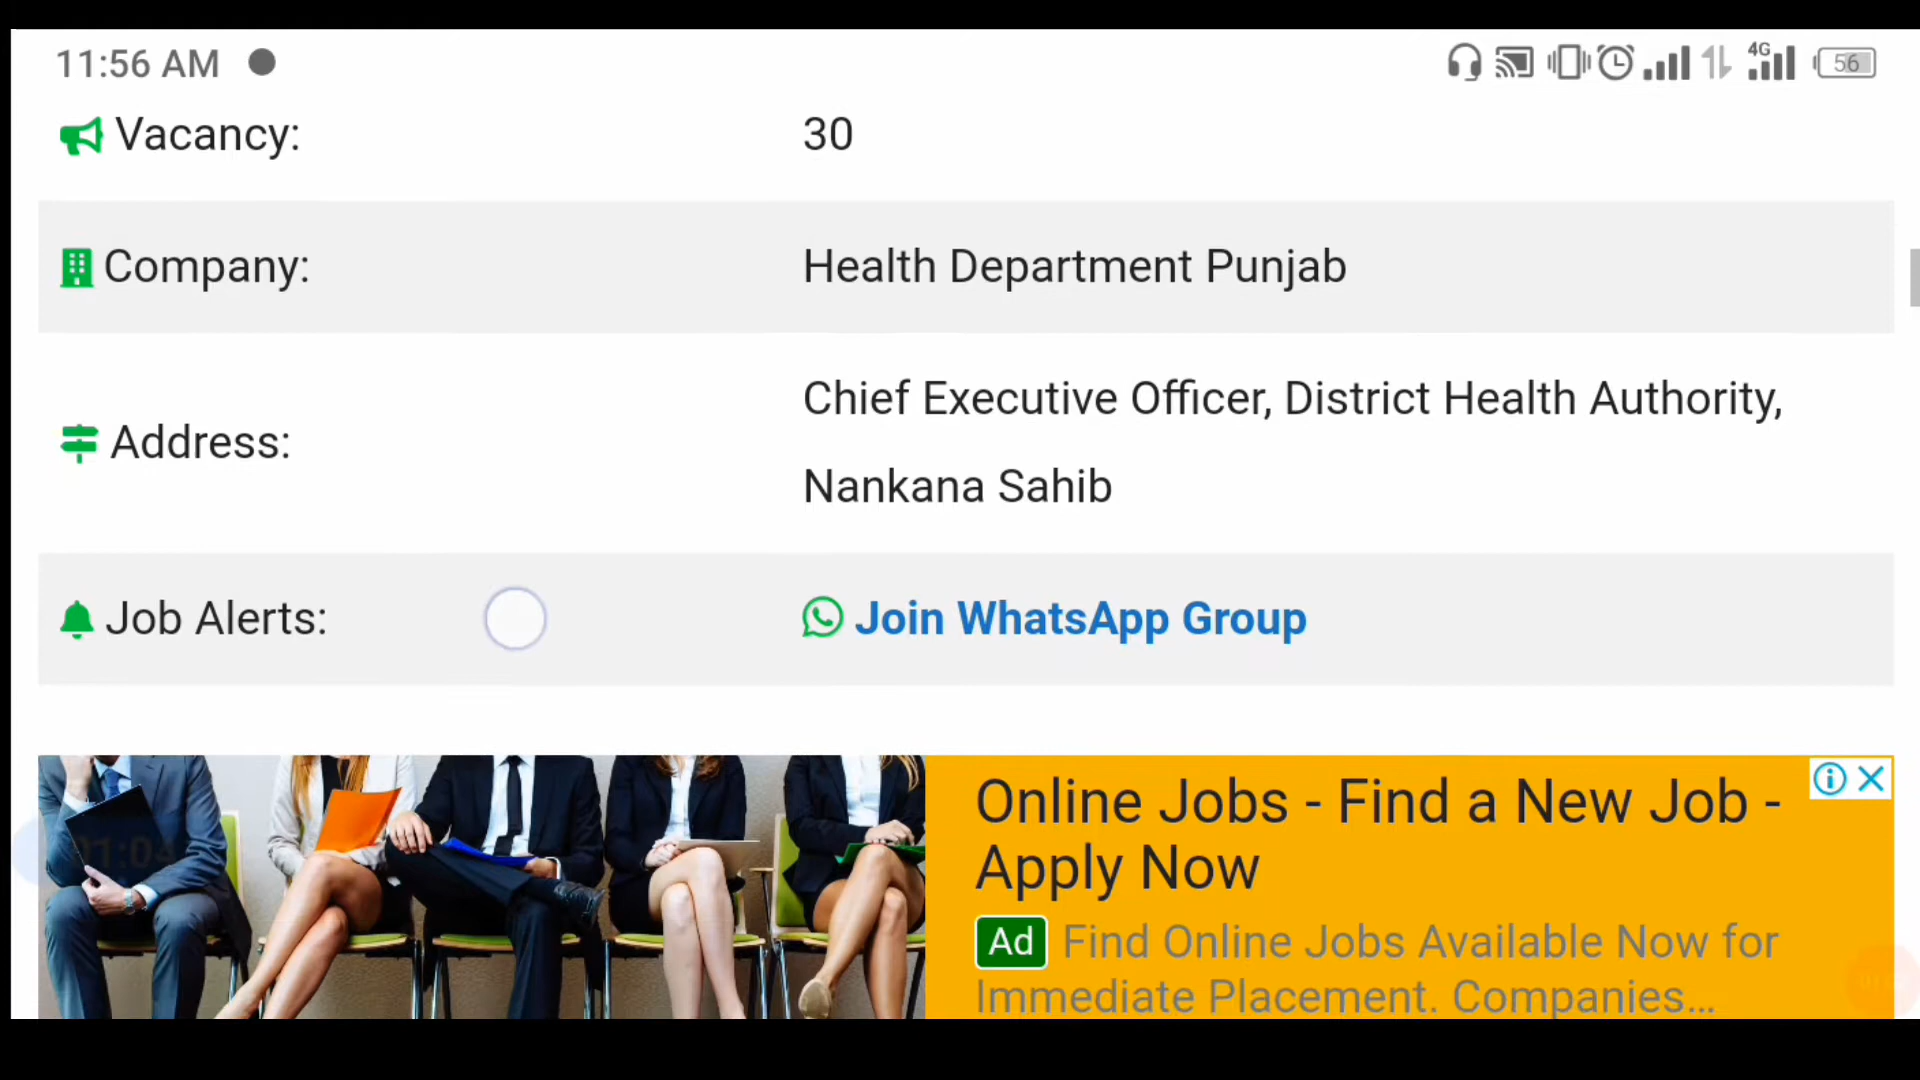 11:56 AM
4G
56
Vacancy:
30
Company:
Health Department Punjab
Address:
Chief Executive Officer, District Health Authority,
Nankana Sahib
Job Alerts:
Join WhatsApp Group
Online Jobs - Find a New Job -
Apply Now
Ad Find Online Jobs Available Now for
Immediate Placement. Companies...